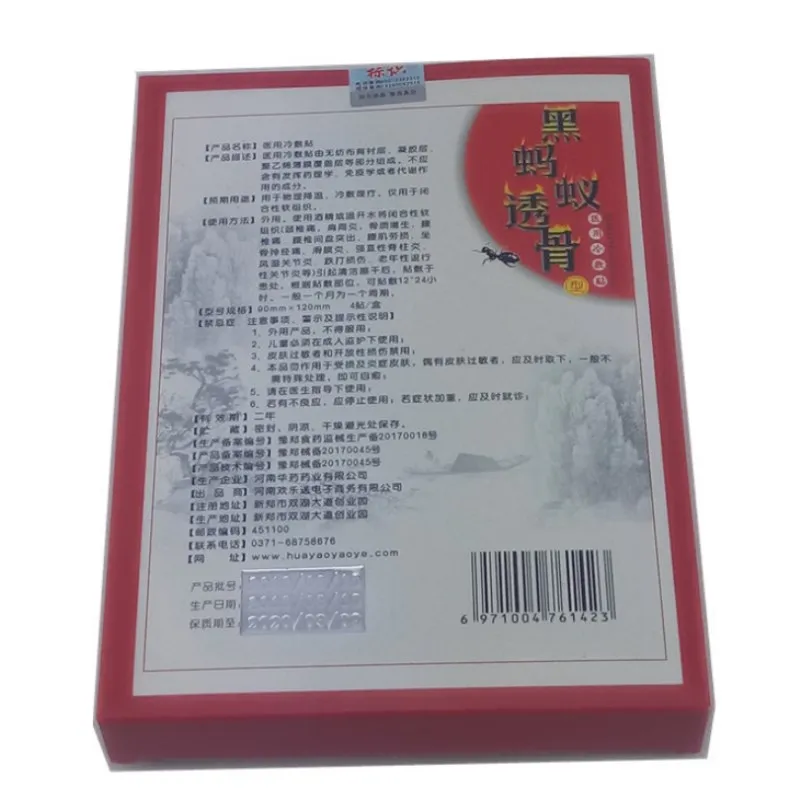 标仪
黑蚂蚁
透骨
型
医用冷敷贴
【产品名称】医用冷敷贴
【产品描述】医用冷敷贴由无纺布背衬层、凝胶层、
聚乙烯薄膜覆盖层等部分组成。不应
含有发挥药理学、免疫学或者代谢作
用的成分。
【预期用途】用于物理降温、冷敷理疗。仅用于闭
合性软组织。
【使用方法】外用。使用酒精或温开水将闭合性软
组织(颈椎痛、肩周炎、骨质增生、腰
椎痛、腰椎间盘突出、腰肌劳损、坐
骨神经痛、滑膜炎、强直性脊柱炎、
风湿关节炎、跌打损伤、老年性退行
性关节炎等)引起清洁擦干后,贴敷于
患处。根据贴敷部位,可贴敷12~24小
时。一般一个月为一个周期。
【型号规格】90mm×120mm 4贴/盒
【禁忌症 注意事项、警示及提示性说明】
1、外用产品,不得服用;
2、儿童必须在成人监护下使用;
3、皮肤过敏者和开放性损伤禁用;
4、本品勿作用于受损及炎症皮肤,偶有皮肤过敏者,应及时取下,一般不
需特殊处理,即可自愈;
5、请在医生指导下使用;
6、若有不良应,应停止使用;若症状加重,应及时就诊;
【有效期】二年
【贮藏】密封,阴凉、干燥避光处保存。
【生产备案编号】豫郑食药监械生产备20170018号
【产品备案编号】豫郑械备20170045号
【产品技术编号】豫郑械备20170045号
【生产企业】河南华药药业有限公司
【出品商】河南欢乐送电子商务有限公司
【注册地址】新郑市双湖大道创业园
【生产地址】新郑市双湖大道创业园
【邮政编码】451100
【联系电话】0371-68758676
【网址】www.huayaoyaoye.com
产品批号:
生产日期:
保质期至:
6 971004 761423